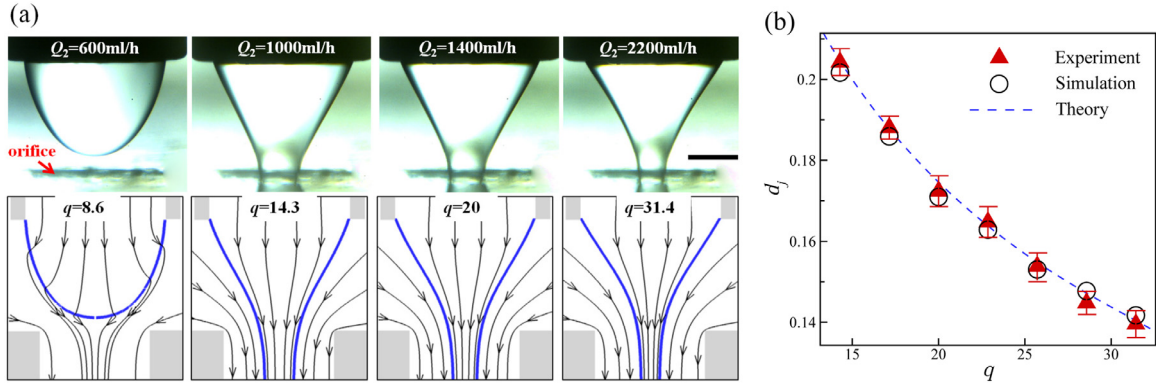 (a)
Q₂=600ml/h Q₂=1000ml/h Q₂=1400ml/h Q₂=2200ml/h
orifice
q=8.6 q=14.3 q=20 q=31.4
(b)
Experiment
Simulation
Theory
0.2
0.18
0.16
0.14
d_j
15 20 25 30
q